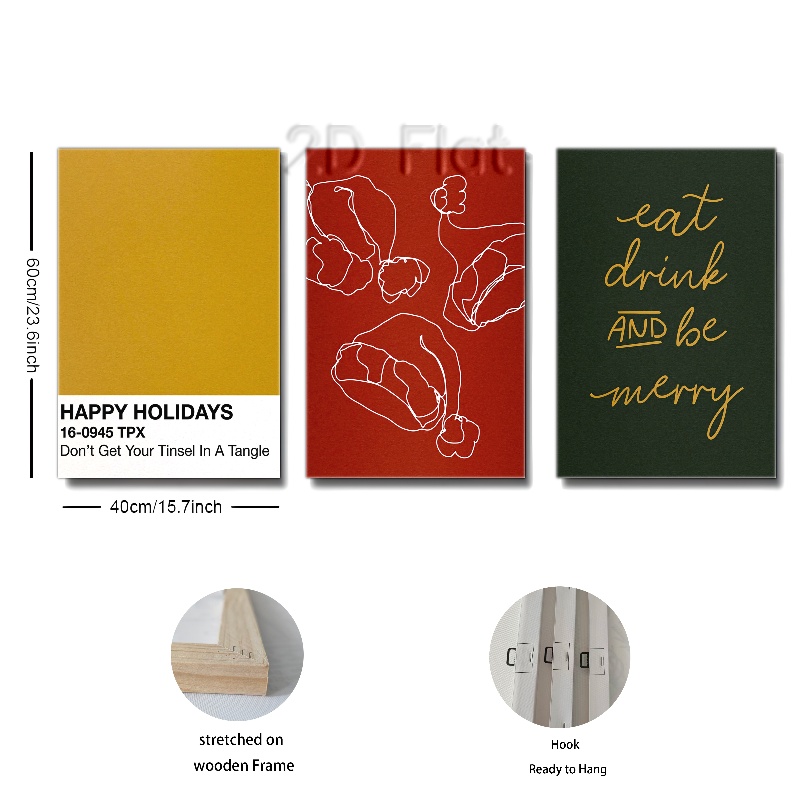 2D Flat
60cm/23.6inch
HAPPY HOLIDAYS
16-0945 TPX
Don't Get Your Tinsel In A Tangle
40cm/15.7inch
eat
drink
AND be
merry
stretched on
wooden Frame
Hook
Ready to Hang